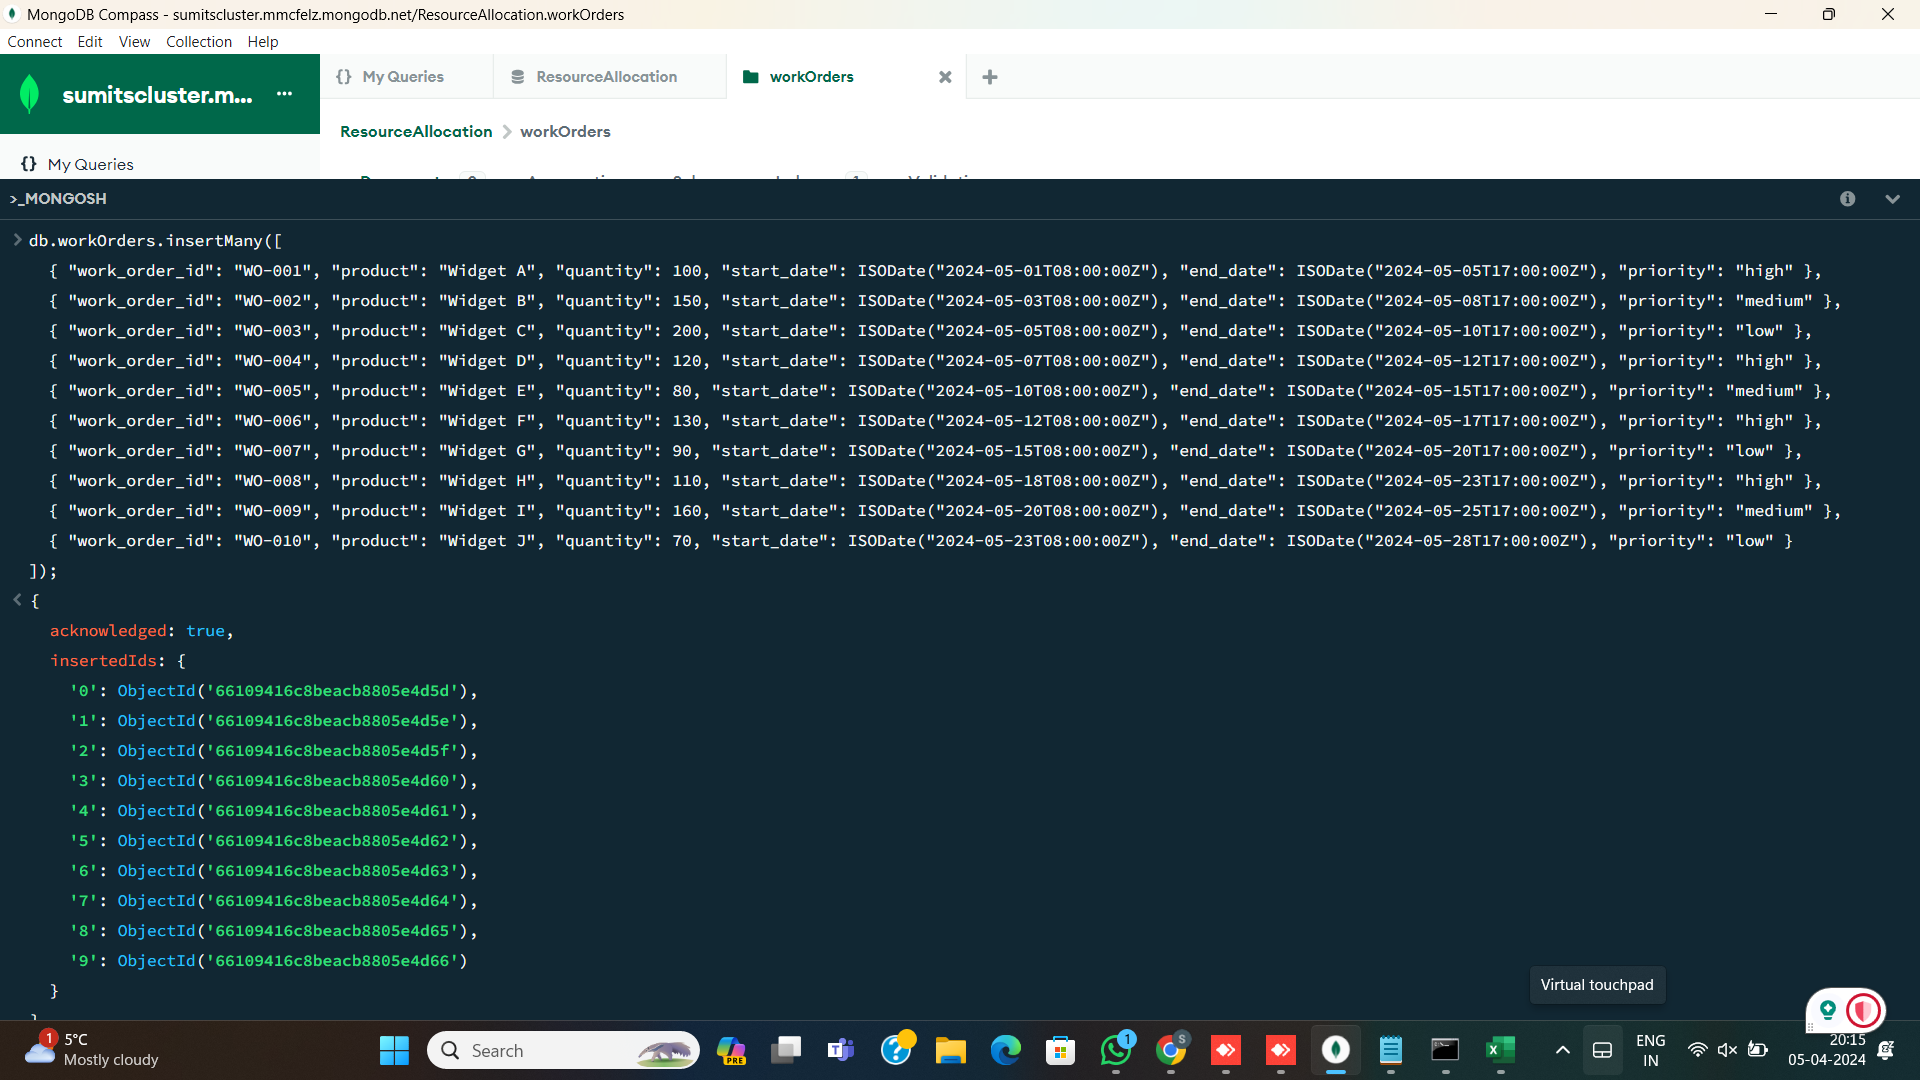 MongoDB Compass - sumitscluster.mmcfelz.mongodb.net/ResourceAllocation.workOrders
Connect Edit View Collection Help
sumitscluster.m... ···
{} My Queries
ResourceAllocation
workOrders
ResourceAllocation > workOrders
{} My Queries
>_MONGOSH
> db.workOrders.insertMany([
{ "work_order_id": "WO-001", "product": "Widget A", "quantity": 100, "start_date": ISODate("2024-05-01T08:00:00Z"), "end_date": ISODate("2024-05-05T17:00:00Z"), "priority": "high" },
{ "work_order_id": "WO-002", "product": "Widget B", "quantity": 150, "start_date": ISODate("2024-05-03T08:00:00Z"), "end_date": ISODate("2024-05-08T17:00:00Z"), "priority": "medium" },
{ "work_order_id": "WO-003", "product": "Widget C", "quantity": 200, "start_date": ISODate("2024-05-05T08:00:00Z"), "end_date": ISODate("2024-05-10T17:00:00Z"), "priority": "low" },
{ "work_order_id": "WO-004", "product": "Widget D", "quantity": 120, "start_date": ISODate("2024-05-07T08:00:00Z"), "end_date": ISODate("2024-05-12T17:00:00Z"), "priority": "high" },
{ "work_order_id": "WO-005", "product": "Widget E", "quantity": 80, "start_date": ISODate("2024-05-10T08:00:00Z"), "end_date": ISODate("2024-05-15T17:00:00Z"), "priority": "medium" },
{ "work_order_id": "WO-006", "product": "Widget F", "quantity": 130, "start_date": ISODate("2024-05-12T08:00:00Z"), "end_date": ISODate("2024-05-17T17:00:00Z"), "priority": "high" },
{ "work_order_id": "WO-007", "product": "Widget G", "quantity": 90, "start_date": ISODate("2024-05-15T08:00:00Z"), "end_date": ISODate("2024-05-20T17:00:00Z"), "priority": "low" },
{ "work_order_id": "WO-008", "product": "Widget H", "quantity": 110, "start_date": ISODate("2024-05-18T08:00:00Z"), "end_date": ISODate("2024-05-23T17:00:00Z"), "priority": "high" },
{ "work_order_id": "WO-009", "product": "Widget I", "quantity": 160, "start_date": ISODate("2024-05-20T08:00:00Z"), "end_date": ISODate("2024-05-25T17:00:00Z"), "priority": "medium" },
{ "work_order_id": "WO-010", "product": "Widget J", "quantity": 70, "start_date": ISODate("2024-05-23T08:00:00Z"), "end_date": ISODate("2024-05-28T17:00:00Z"), "priority": "low" }
]);
< {
acknowledged: true,
insertedIds: {
'0': ObjectId('66109416c8beacb8805e4d5d'),
'1': ObjectId('66109416c8beacb8805e4d5e'),
'2': ObjectId('66109416c8beacb8805e4d5f'),
'3': ObjectId('66109416c8beacb8805e4d60'),
'4': ObjectId('66109416c8beacb8805e4d61'),
'5': ObjectId('66109416c8beacb8805e4d62'),
'6': ObjectId('66109416c8beacb8805e4d63'),
'7': ObjectId('66109416c8beacb8805e4d64'),
'8': ObjectId('66109416c8beacb8805e4d65'),
'9': ObjectId('66109416c8beacb8805e4d66')
}
Virtual touchpad
1
5°C
Mostly cloudy
Search
PRE
1
S
ENG
IN
20:15
05-04-2024